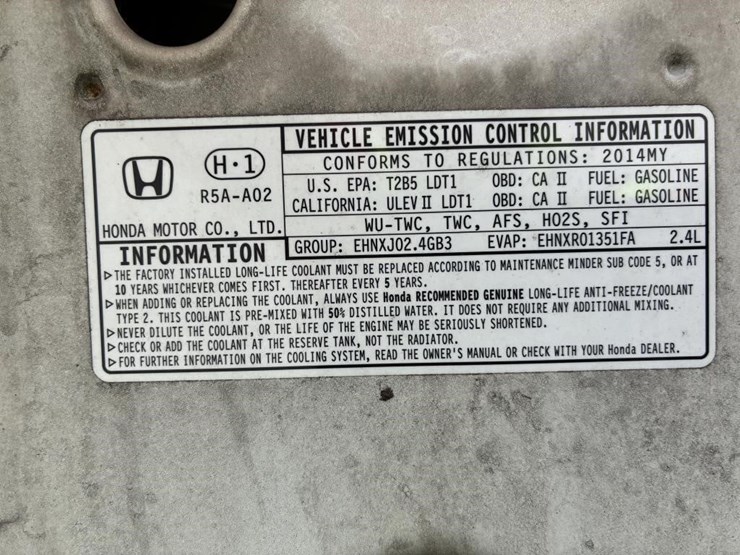 H·1
R5A-A02
HONDA MOTOR CO., LTD.
VEHICLE EMISSION CONTROL INFORMATION
CONFORMS TO REGULATIONS: 2014MY
U.S. EPA: T2B5 LDT1 OBD: CA II FUEL: GASOLINE
CALIFORNIA: ULEV II LDT1 OBD: CA II FUEL: GASOLINE
WU-TWC, TWC, AFS, HO2S, SFI
GROUP: EHNXJ02.4GB3 EVAP: EHNXR01351FA 2.4L
INFORMATION
▷THE FACTORY INSTALLED LONG-LIFE COOLANT MUST BE REPLACED ACCORDING TO MAINTENANCE MINDER SUB CODE 5, OR AT
10 YEARS WHICHEVER COMES FIRST. THEREAFTER EVERY 5 YEARS.
▷WHEN ADDING OR REPLACING THE COOLANT, ALWAYS USE Honda RECOMMENDED GENUINE LONG-LIFE ANTI-FREEZE/COOLANT
TYPE 2. THIS COOLANT IS PRE-MIXED WITH 50% DISTILLED WATER. IT DOES NOT REQUIRE ANY ADDITIONAL MIXING.
▷NEVER DILUTE THE COOLANT, OR THE LIFE OF THE ENGINE MAY BE SERIOUSLY SHORTENED.
▷CHECK OR ADD THE COOLANT AT THE RESERVE TANK, NOT THE RADIATOR.
▷FOR FURTHER INFORMATION ON THE COOLING SYSTEM, READ THE OWNER'S MANUAL OR CHECK WITH YOUR Honda DEALER.